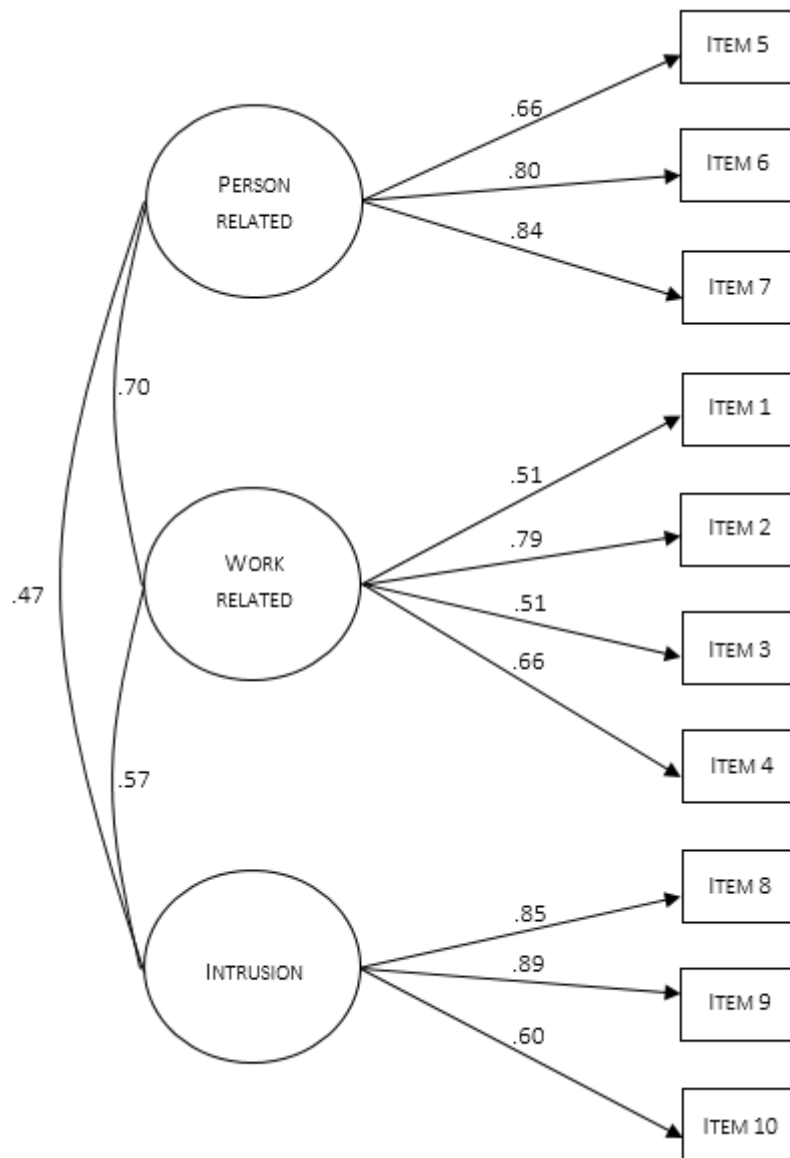 ITEM 5
.66
PERSON
RELATED
.80
ITEM 6
.84
ITEM 7
.70
ITEM 1
.51
.79
ITEM 2
WORK
RELATED
.47
.51
ITEM 3
.66
ITEM 4
.57
ITEM 8
.85
.89
INTRUSION
ITEM 9
.60
ITEM 10